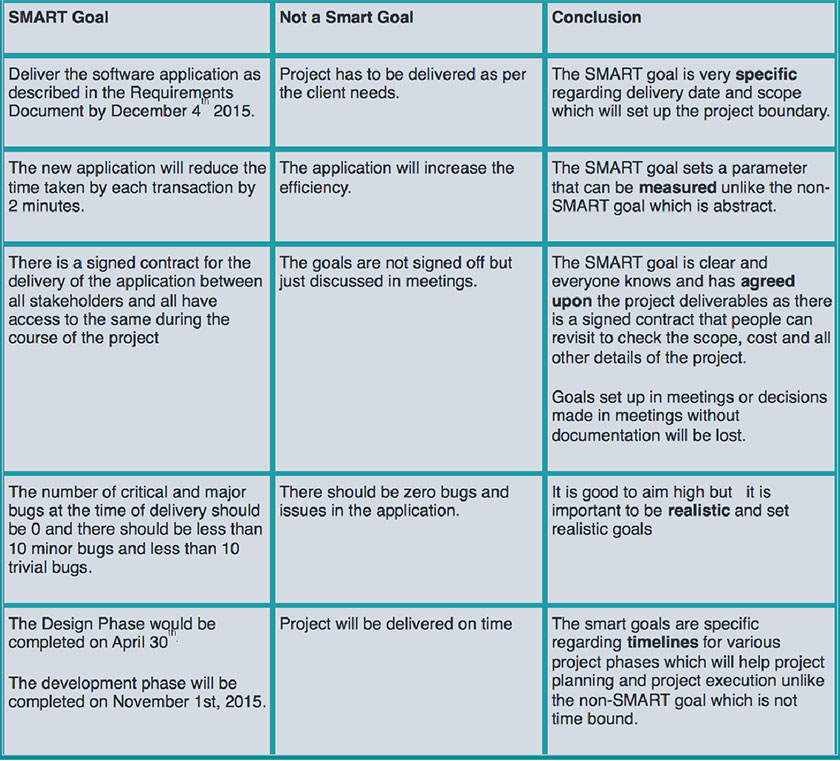 SMART Goal
Not a Smart Goal
Conclusion
Deliver the software application as
described in the Requirements
Document by December 4th 2015.
Project has to be delivered as per
the client needs.
The SMART goal is very specific
regarding delivery date and scope
which will set up the project boundary.
The new application will reduce the
time taken by each transaction by
2 minutes.
The application will increase the
efficiency.
The SMART goal sets a parameter
that can be measured unlike the non-
SMART goal which is abstract.
There is a signed contract for the
delivery of the application between
all stakeholders and all have
access to the same during the
course of the project
The goals are not signed off but
just discussed in meetings.
The SMART goal is clear and
everyone knows and has agreed
upon the project deliverables as there
is a signed contract that people can
revisit to check the scope, cost and all
other details of the project.
Goals set up in meetings or decisions
made in meetings without
documentation will be lost.
The number of critical and major
bugs at the time of delivery should
be 0 and there should be less than
10 minor bugs and less than 10
trivial bugs.
There should be zero bugs and
issues in the application.
It is good to aim high but it is
important to be realistic and set
realistic goals
The Design Phase would be
completed on April 30th.
The development phase will be
completed on November 1st, 2015.
Project will be delivered on time
The smart goals are specific
regarding timelines for various
project phases which will help project
planning and project execution unlike
the non-SMART goal which is not
time bound.